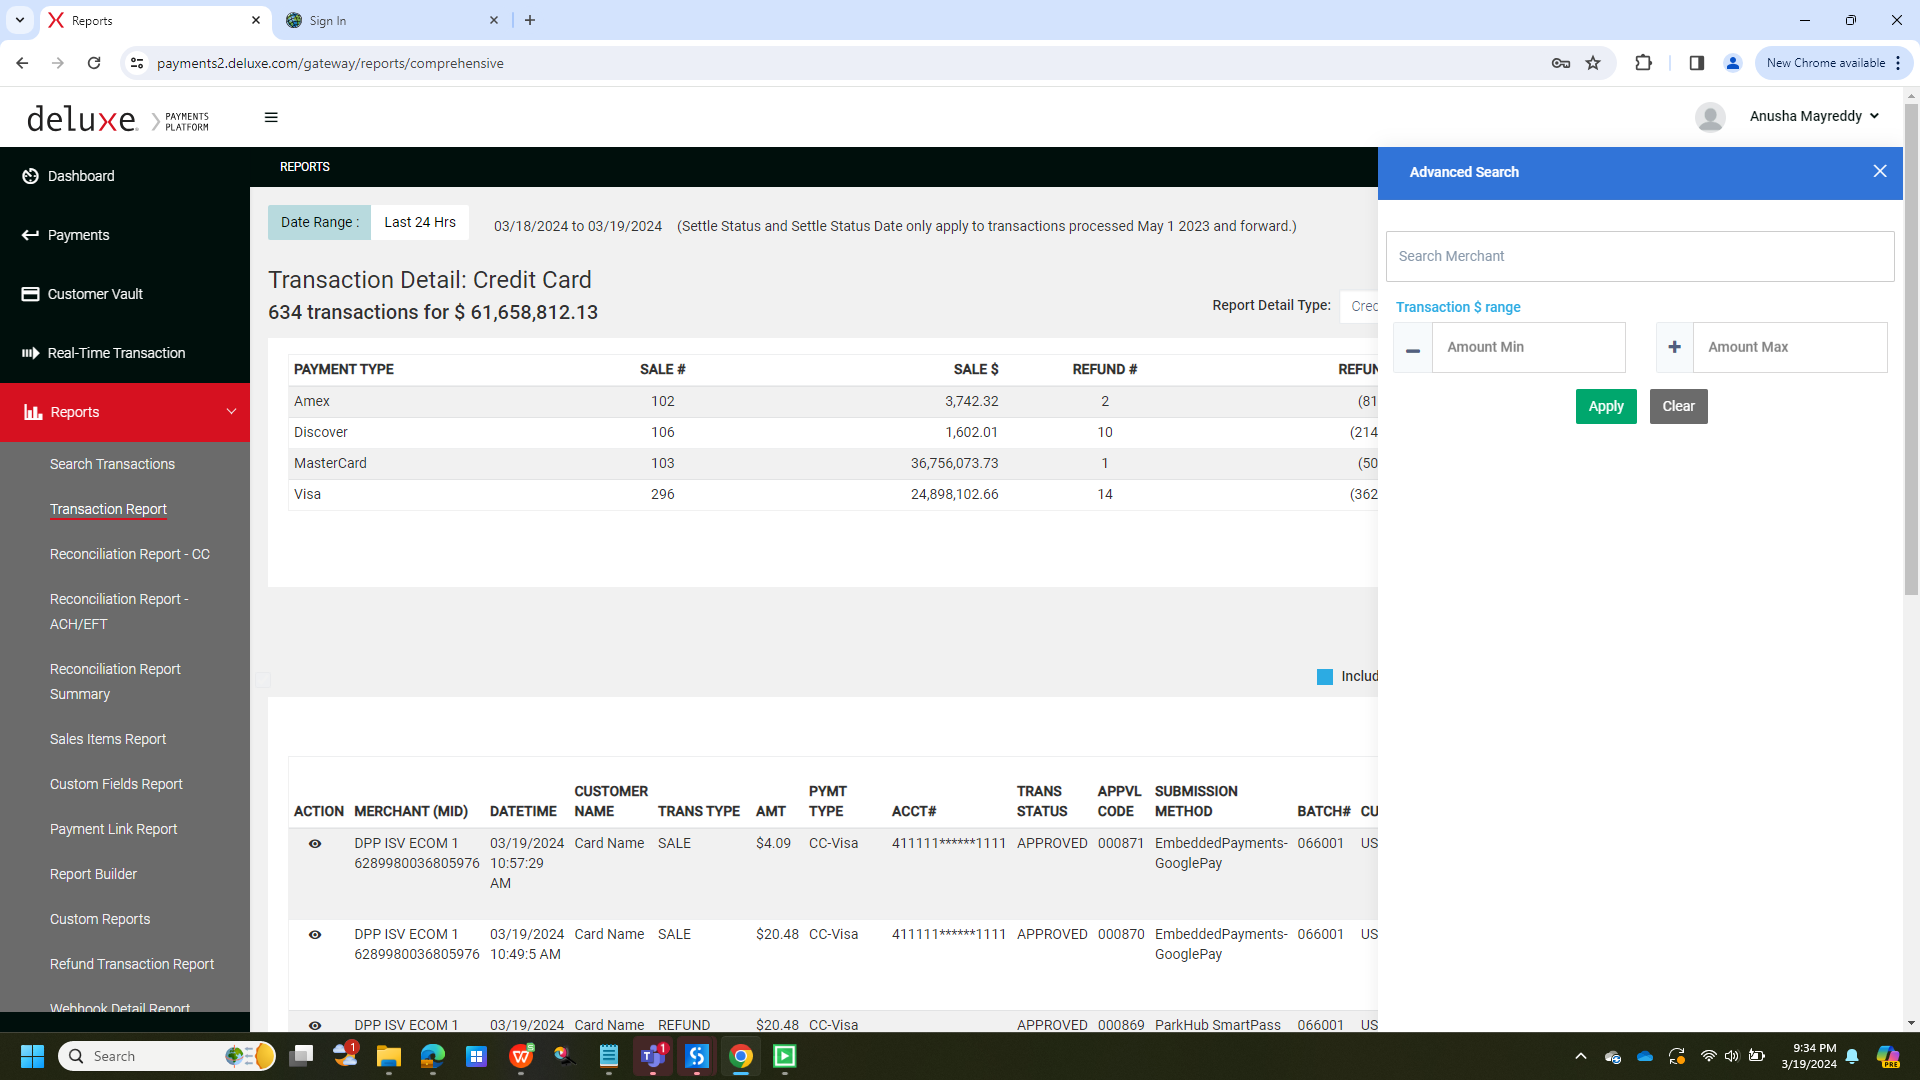 Reports
Sign In
payments2.deluxe.com/gateway/reports/comprehensive
New Chrome available
deluxe. PAYMENTS
PLATFORM
Anusha Mayreddy
Dashboard
Payments
Customer Vault
Real-Time Transaction
Reports
Search Transactions
Transaction Report
Reconciliation Report - CC
Reconciliation Report -
ACH/EFT
Reconciliation Report
Summary
Sales Items Report
Custom Fields Report
Payment Link Report
Report Builder
Custom Reports
Refund Transaction Report
Webhook Detail Report
REPORTS
Date Range : Last 24 Hrs 03/18/2024 to 03/19/2024 (Settle Status and Settle Status Date only apply to transactions processed May 1 2023 and forward.)
Transaction Detail: Credit Card
634 transactions for $ 61,658,812.13
Report Detail Type: Cred
PAYMENT TYPE SALE # SALE $ REFUND # REFUN
Amex 102 3,742.32 2 (81
Discover 106 1,602.01 10 (214
MasterCard 103 36,756,073.73 1 (50
Visa 296 24,898,102.66 14 (362
Includ
ACTION MERCHANT (MID) DATETIME CUSTOMER NAME TRANS TYPE AMT PYMT TYPE ACCT# TRANS STATUS APPVL CODE SUBMISSION METHOD BATCH# CU
DPP ISV ECOM 1 03/19/2024 Card Name SALE $4.09 CC-Visa 411111******1111 APPROVED 000871 EmbeddedPayments- 066001 US
6289980036805976 10:57:29 GooglePay
AM
DPP ISV ECOM 1 03/19/2024 Card Name SALE $20.48 CC-Visa 411111******1111 APPROVED 000870 EmbeddedPayments- 066001 US
6289980036805976 10:49:5 AM GooglePay
DPP ISV ECOM 1 03/19/2024 Card Name REFUND $20.48 CC-Visa APPROVED 000869 ParkHub SmartPass 066001 US
Advanced Search
Search Merchant
Transaction $ range
Amount Min
Amount Max
Apply Clear
Search
1
1
9:34 PM
3/19/2024
PRE